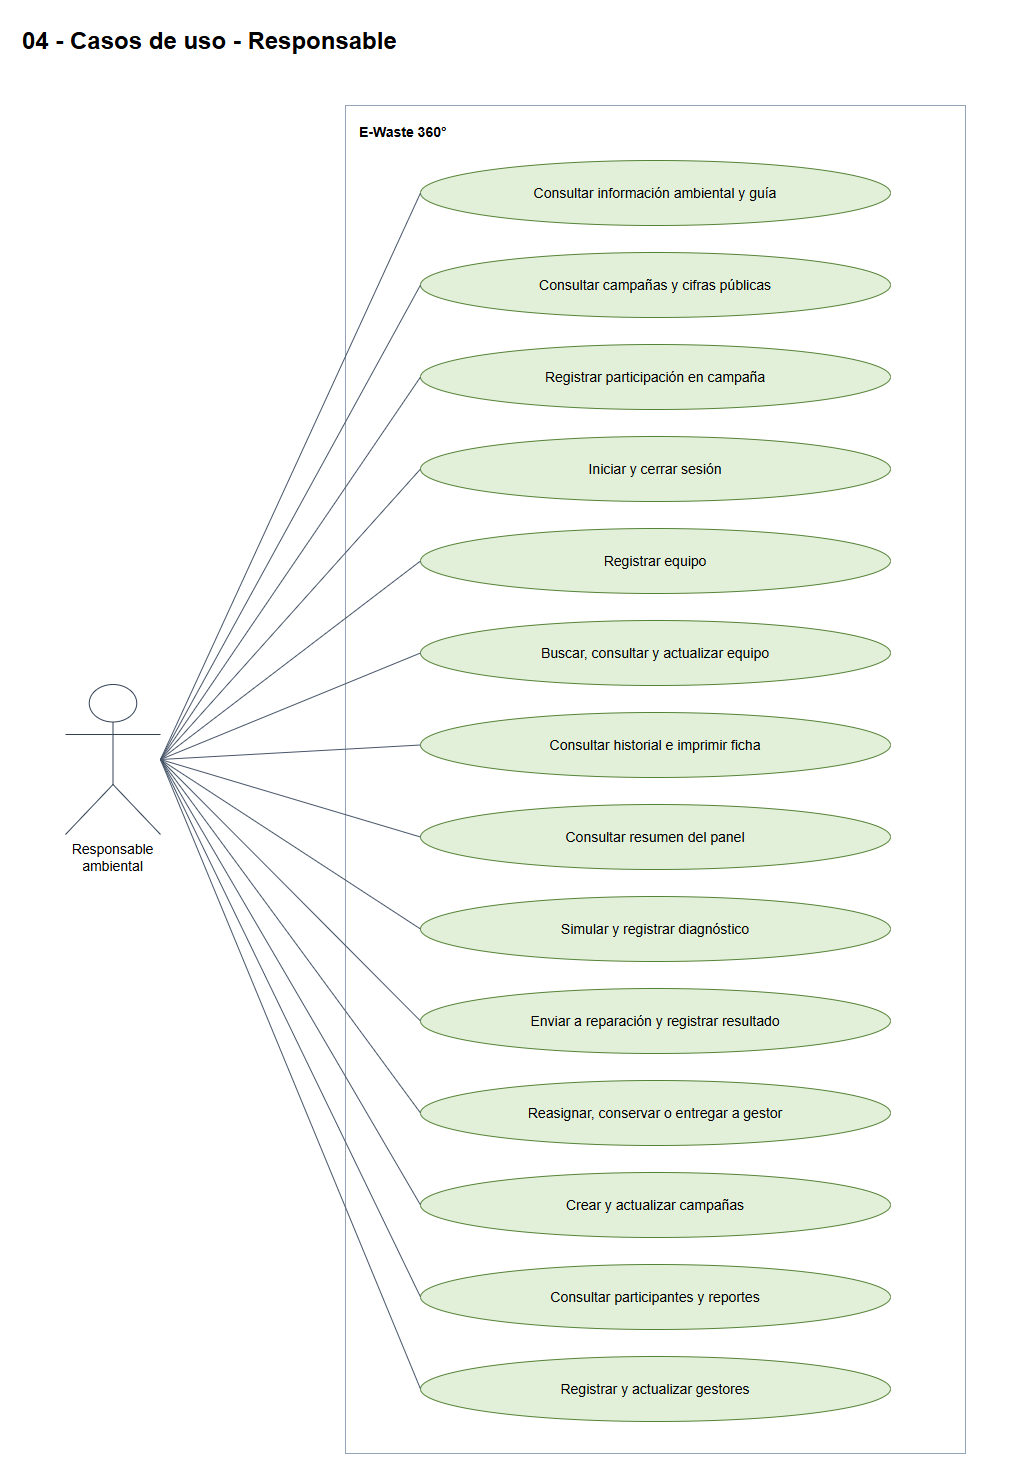 04 - Casos de uso - Responsable
E-Waste 360°
Consultar información ambiental y guía
Consultar campañas y cifras públicas
Registrar participación en campaña
Iniciar y cerrar sesión
Registrar equipo
Buscar, consultar y actualizar equipo
Consultar historial e imprimir ficha
Consultar resumen del panel
Responsable
ambiental
Simular y registrar diagnóstico
Enviar a reparación y registrar resultado
Reasignar, conservar o entregar a gestor
Crear y actualizar campañas
Consultar participantes y reportes
Registrar y actualizar gestores